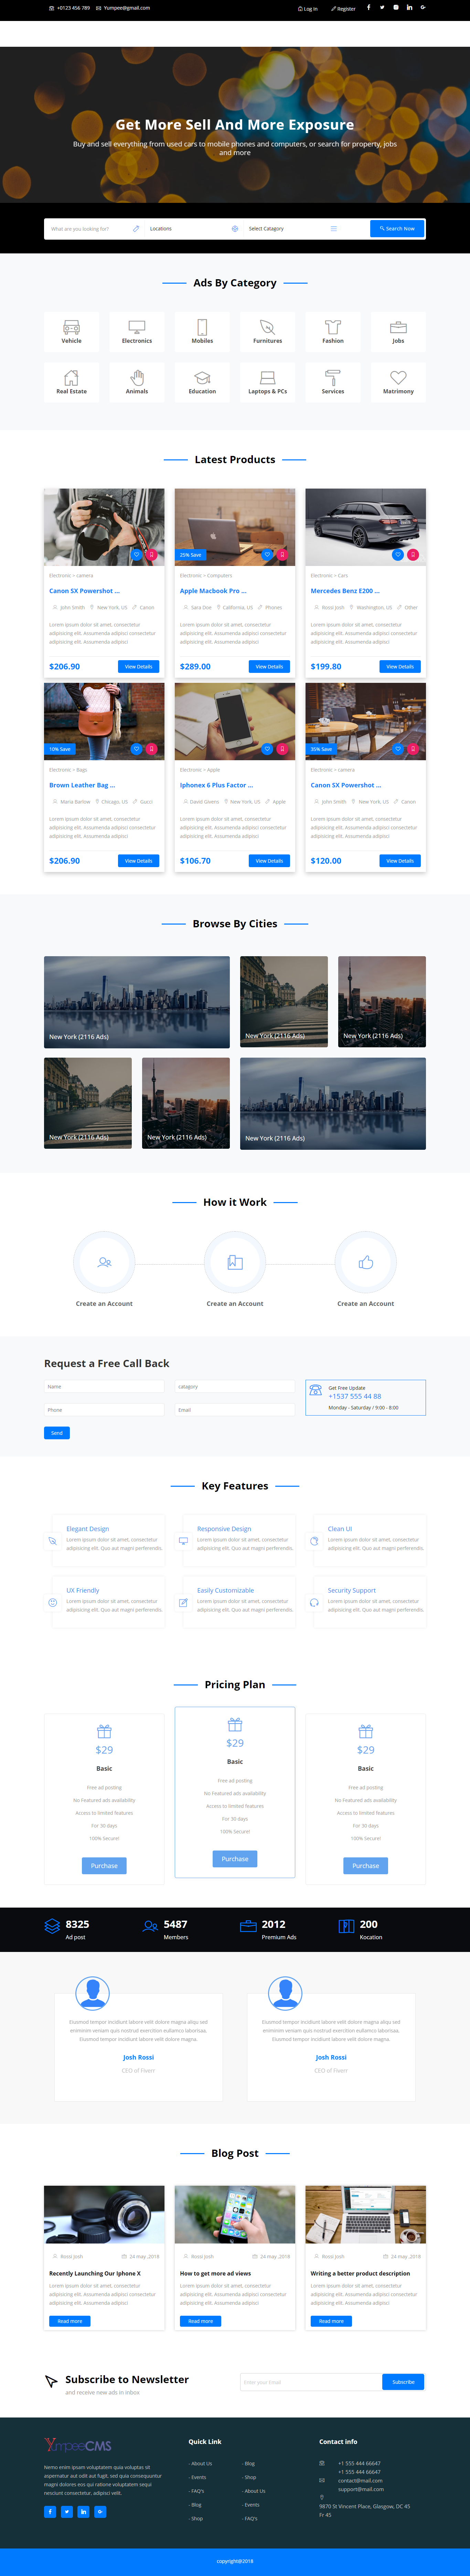 +0123 456 789 Yumpee@gmail.com Log in Register
Get More Sell And More Exposure
Buy and sell everything from used cars to mobile phones and computers, or search for property, jobs
and more
What are you looking for? Locations Select Catagory Search Now
Ads By Category
Vehicle Electronics Mobiles Furnitures Fashion Jobs
Real Estate Animals Education Laptops & PCs Services Matrimony
Latest Products
25% Save
Electronic > camera
Canon SX Powershot ...
John Smith New York, US Canon
Lorem ipsum dolor sit amet, consectetur
adipisicing elit. Assumenda adipisci consectetur
adipisicing elit. Assumenda adipisci
$206.90 View Details
Electronic > Computers
Apple Macbook Pro ...
Sara Doe California, US Phones
Lorem ipsum dolor sit amet, consectetur
adipisicing elit. Assumenda adipisci consectetur
adipisicing elit. Assumenda adipisci
$289.00 View Details
Electronic > Cars
Mercedes Benz E200 ...
Rossi Josh Washington, US Other
Lorem ipsum dolor sit amet, consectetur
adipisicing elit. Assumenda adipisci consectetur
adipisicing elit. Assumenda adipisci
$199.80 View Details
10% Save
Electronic > Bags
Brown Leather Bag ...
Maria Barlow Chicago, US Gucci
Lorem ipsum dolor sit amet, consectetur
adipisicing elit. Assumenda adipisci consectetur
adipisicing elit. Assumenda adipisci
$206.90 View Details
Electronic > Apple
Iphonex 6 Plus Factor ...
David Givens New York, US Apple
Lorem ipsum dolor sit amet, consectetur
adipisicing elit. Assumenda adipisci consectetur
adipisicing elit. Assumenda adipisci
$106.70 View Details
35% Save
Electronic > camera
Canon SX Powershot ...
John Smith New York, US Canon
Lorem ipsum dolor sit amet, consectetur
adipisicing elit. Assumenda adipisci consectetur
adipisicing elit. Assumenda adipisci
$120.00 View Details
Browse By Cities
New York (2116 Ads) New York (2116 Ads) New York (2116 Ads)
New York (2116 Ads) New York (2116 Ads) New York (2116 Ads)
How it Work
Create an Account Create an Account Create an Account
Request a Free Call Back
Name category
Phone Email
Send
Get Free Update
+1537 555 44 88
Monday - Saturday / 9:00 - 8:00
Key Features
Elegant Design
Lorem ipsum dolor sit amet, consectetur
adipisicing elit. Quo aut magni perferendis.
Responsive Design
Lorem ipsum dolor sit amet, consectetur
adipisicing elit. Quo aut magni perferendis.
Clean UI
Lorem ipsum dolor sit amet, consectetur
adipisicing elit. Quo aut magni perferendis.
UX Friendly
Lorem ipsum dolor sit amet, consectetur
adipisicing elit. Quo aut magni perferendis.
Easily Customizable
Lorem ipsum dolor sit amet, consectetur
adipisicing elit. Quo aut magni perferendis.
Security Support
Lorem ipsum dolor sit amet, consectetur
adipisicing elit. Quo aut magni perferendis.
Pricing Plan
$29
Basic
Free ad posting
No Featured ads availability
Access to limited features
For 30 days
100% Secure!
Purchase
$29
Basic
Free ad posting
No Featured ads availability
Access to limited features
For 30 days
100% Secure!
Purchase
$29
Basic
Free ad posting
No Featured ads availability
Access to limited features
For 30 days
100% Secure!
Purchase
8325 5487 2012 200
Ad post Members Premium Ads Kocation
Eiusmod tempor incidunt labore velit dolore magna aliqu sed
eniminim veniam quis nostrud exercition eullamco laborisaa,
Eiusmod tempor incidunt labore velit dolore magna.
Josh Rossi
CEO of Fiverr
Eiusmod tempor incidunt labore velit dolore magna aliqu sed
eniminim veniam quis nostrud exercition eullamco laborisaa,
Eiusmod tempor incidunt labore velit dolore magna.
Josh Rossi
CEO of Fiverr
Blog Post
Rossi Josh 24 may ,2018
Recently Launching Our Iphone X
Lorem ipsum dolor sit amet, consectetur
adipisicing elit. Assumenda adipisci consectetur
adipisicing elit. Assumenda adipisci
Read more
Rossi Josh 24 may ,2018
How to get more ad views
Lorem ipsum dolor sit amet, consectetur
adipisicing elit. Assumenda adipisci consectetur
adipisicing elit. Assumenda adipisci
Read more
Rossi Josh 24 may ,2018
Writing a better product description
Lorem ipsum dolor sit amet, consectetur
adipisicing elit. Assumenda adipisci consectetur
adipisicing elit. Assumenda adipisci
Read more
Subscribe to Newsletter
and receive new ads in inbox
Enter your Email Subscribe
YumpeeCMS
Nemo enim ipsam voluptatem quia voluptas sit
aspernatur aut odit aut fugit, sed quia consequuntur
magni dolores eos qui ratione voluptatem sequi
nesciunt consectetur, adipisci velit.
Quick Link
- About Us - Blog
- Events - Shop
- FAQ's - About Us
- Blog - Events
- Shop - FAQ's
Contact info
+1 555 444 66647
+1 555 444 66647
contact@mail.com
support@mail.com
9870 St Vincent Place, Glasgow, DC 45
Fr 45
copyright@2018